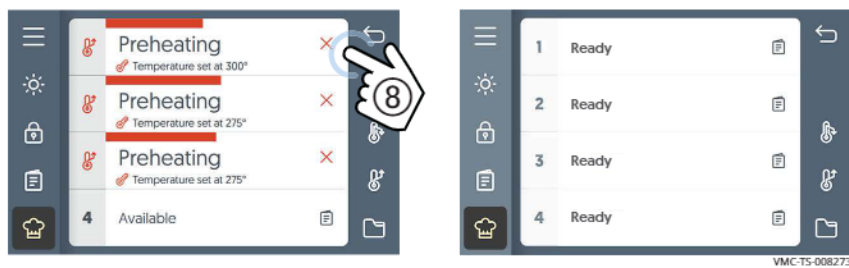 Preheating
Temperature set at 300°
Preheating
Temperature set at 275°
Preheating
Temperature set at 275°
4 Available
8
1 Ready
2 Ready
3 Ready
4 Ready
VMC-TS-008273